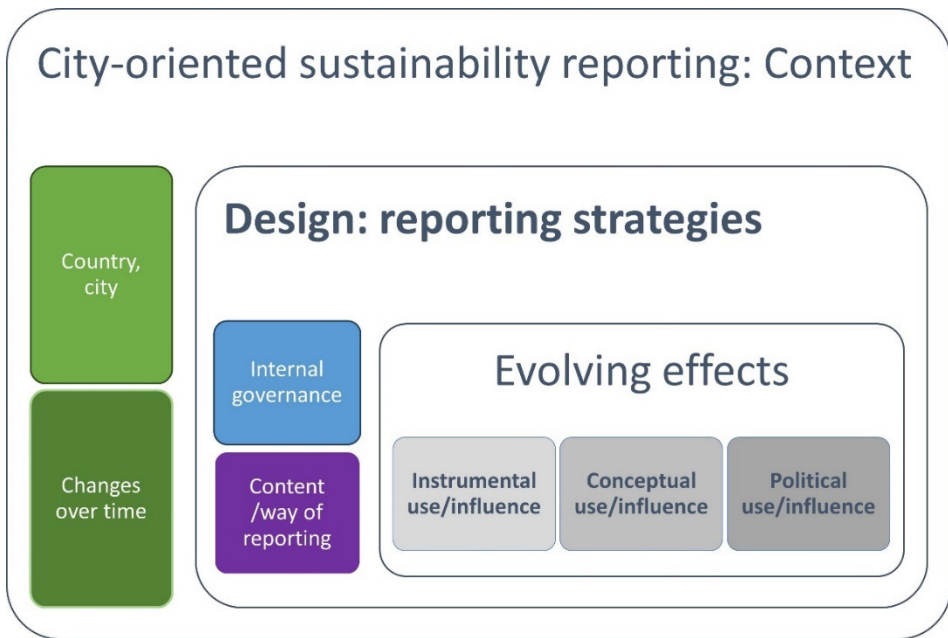 City-oriented sustainability reporting: Context
Country,
city
Changes
over time
Design: reporting strategies
Internal
governance
Content
/way of
reporting
Evolving effects
Instrumental
use/influence
Conceptual
use/influence
Political
use/influence